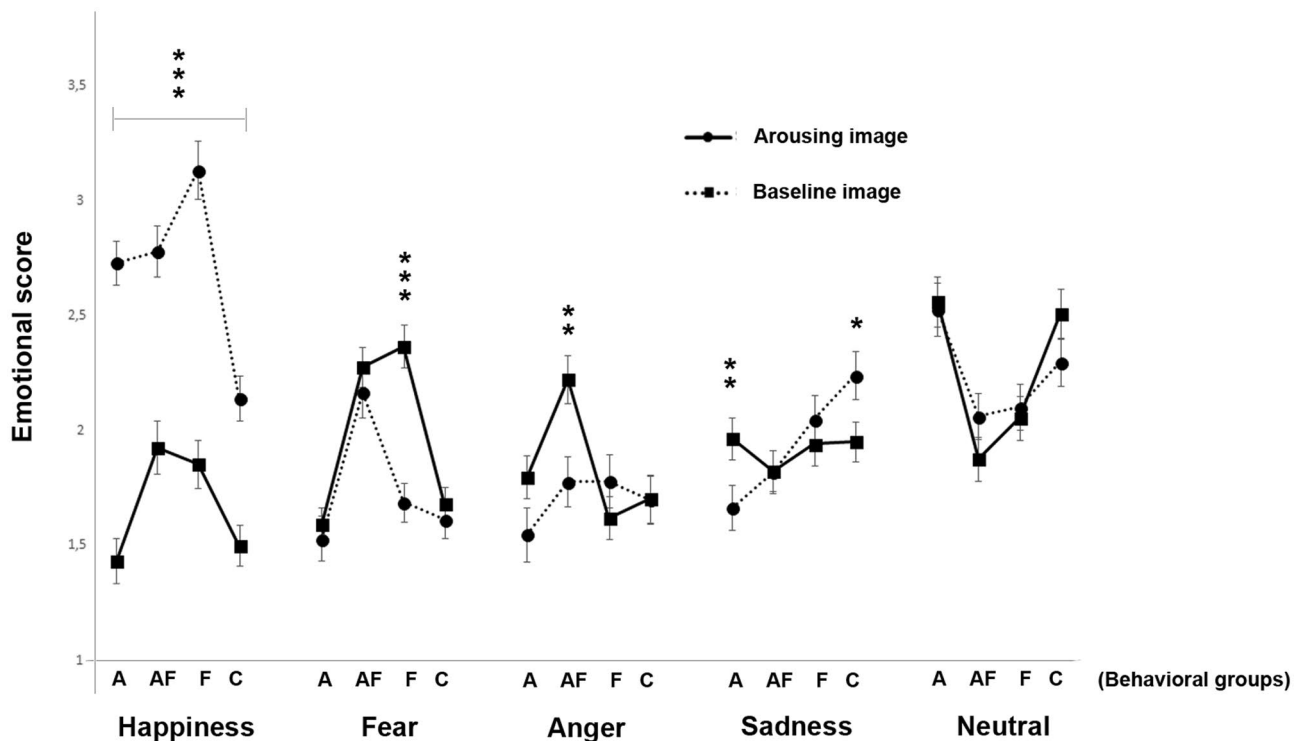 ***
3,5
Arousing image
3
Baseline image
Emotional score
***
2,5
**
*
**
2
1,5
1
A AF F C A AF F C A AF F C A AF F C A AF F C (Behavioral groups)
Happiness Fear Anger Sadness Neutral